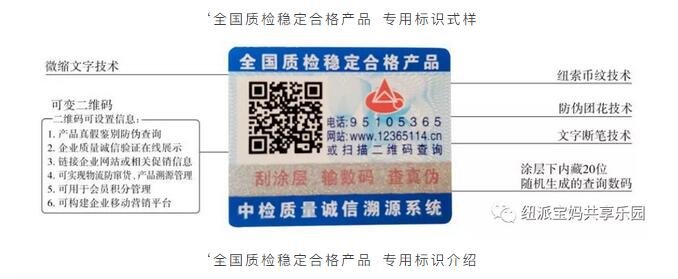 ‘全国质检稳定合格产品 专用标识式样
微缩文字技术
可变二维码
二维码可设置信息:
1. 产品真假鉴别防伪查询
2. 企业质量诚信验证在线展示
3. 链接企业网站或相关促销信息
4. 可实现物流防窜货、产品溯源管理
5. 可用于会员积分管理
6. 可构建企业移动营销平台
全国质检稳定合格产品
电话:95105365
网站:www.12365114.cn
或扫描二维码查询
刮涂层 输数码 查真伪
中检质量诚信溯源系统
纽索币纹技术
防伪团花技术
文字断笔技术
涂层下内藏20位
随机生成的查询数码
纽派宝妈共享乐园
‘全国质检稳定合格产品 专用标识介绍